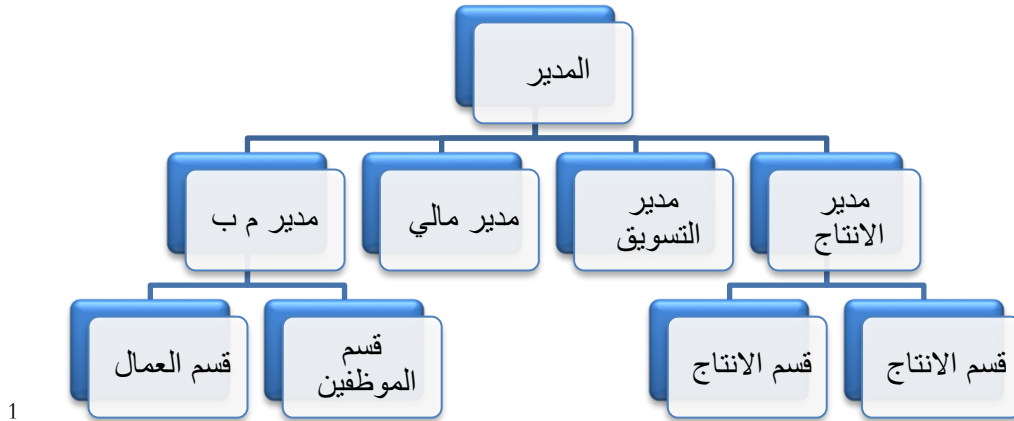 المدير
مدير
الانتاج
مدير
التسويق
مدير مالي
مدير م ب
قسم الانتاج
قسم الانتاج
قسم
الموظفين
قسم العمال
1